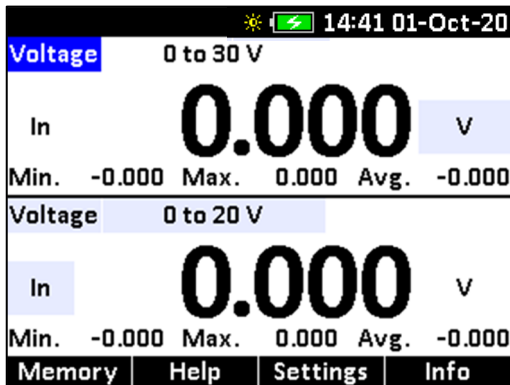 14:41 01-Oct-20
Voltage 0 to 30 V
In 0.000 V
Min. -0.000 Max. 0.000 Avg. -0.000
Voltage 0 to 20 V
In 0.000 V
Min. -0.000 Max. 0.000 Avg. -0.000
Memory Help Settings Info